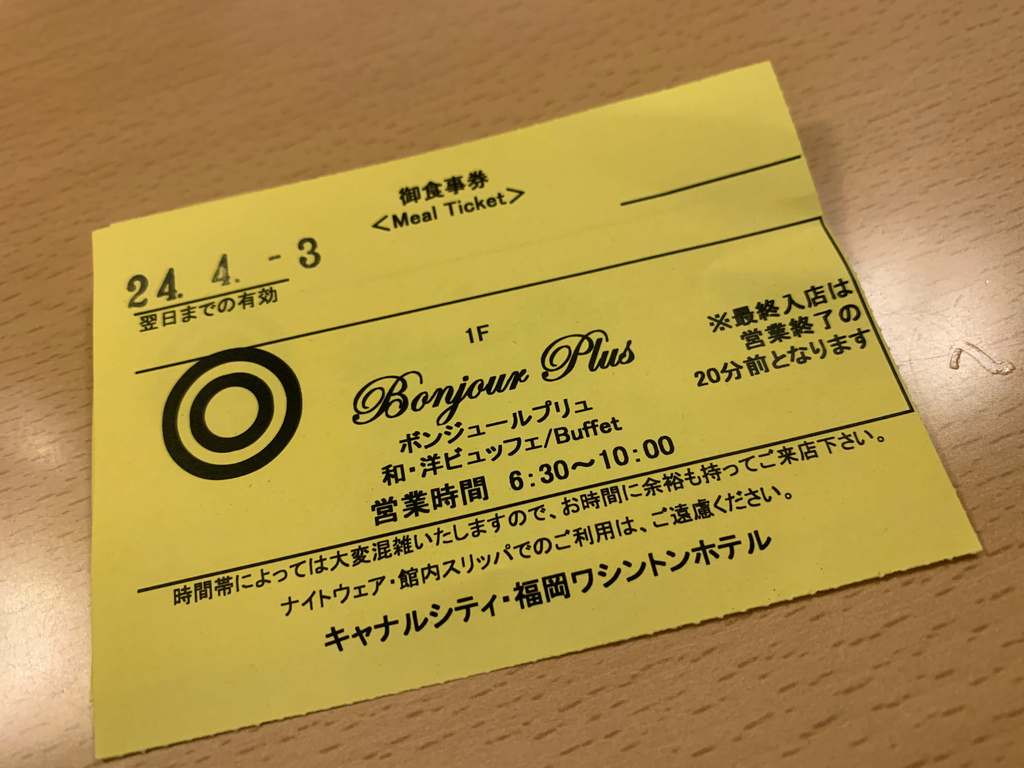 御食事券
<Meal Ticket>
24. 4. - 3
翌日までの有効
1F
Bonjour Plus
ボンジュールプリュ
和・洋ビュッフェ/Buffet
営業時間 6:30～10:00
※最終入店は
営業終了の
20分前となります
時間帯によっては大変混雑いたしますので、お時間に余裕も持ってご来店下さい。
ナイトウェア・館内スリッパでのご利用は、ご遠慮ください。
キャナルシティ・福岡ワシントンホテル